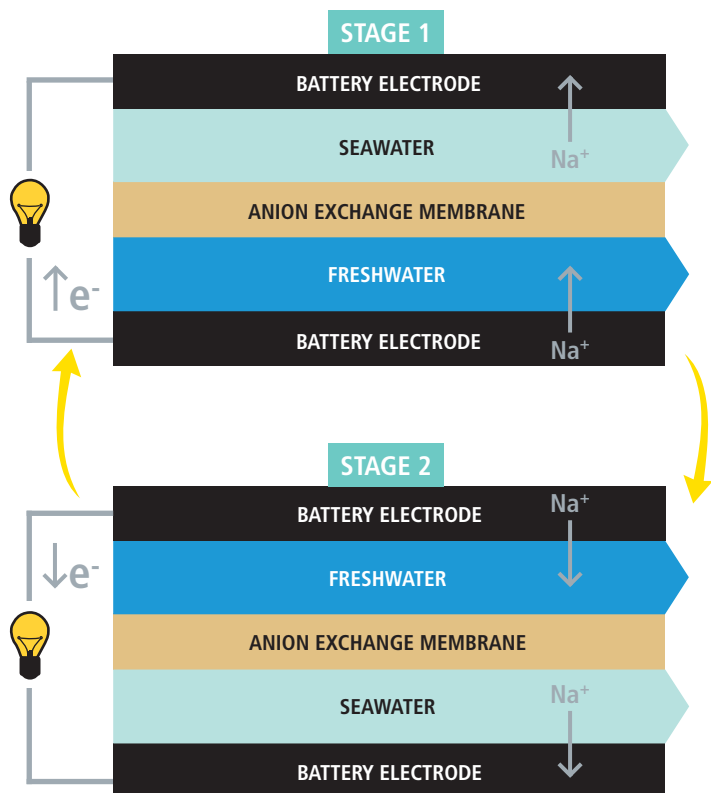 STAGE 1
BATTERY ELECTRODE
SEAWATER
Na⁺
ANION EXCHANGE MEMBRANE
FRESHWATER
e⁻
BATTERY ELECTRODE
Na⁺
STAGE 2
BATTERY ELECTRODE
Na⁺
e⁻
FRESHWATER
ANION EXCHANGE MEMBRANE
SEAWATER
Na⁺
BATTERY ELECTRODE